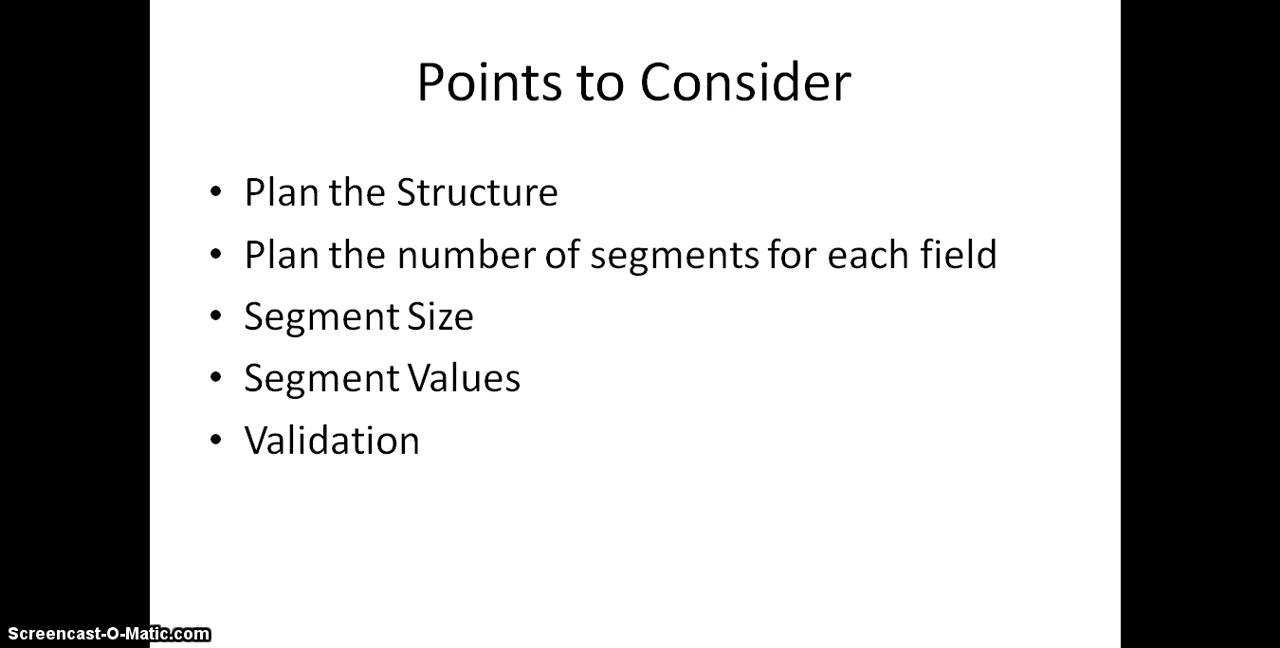 Points to Consider
• Plan the Structure
• Plan the number of segments for each field
• Segment Size
• Segment Values
• Validation
Screencast-O-Matic.com